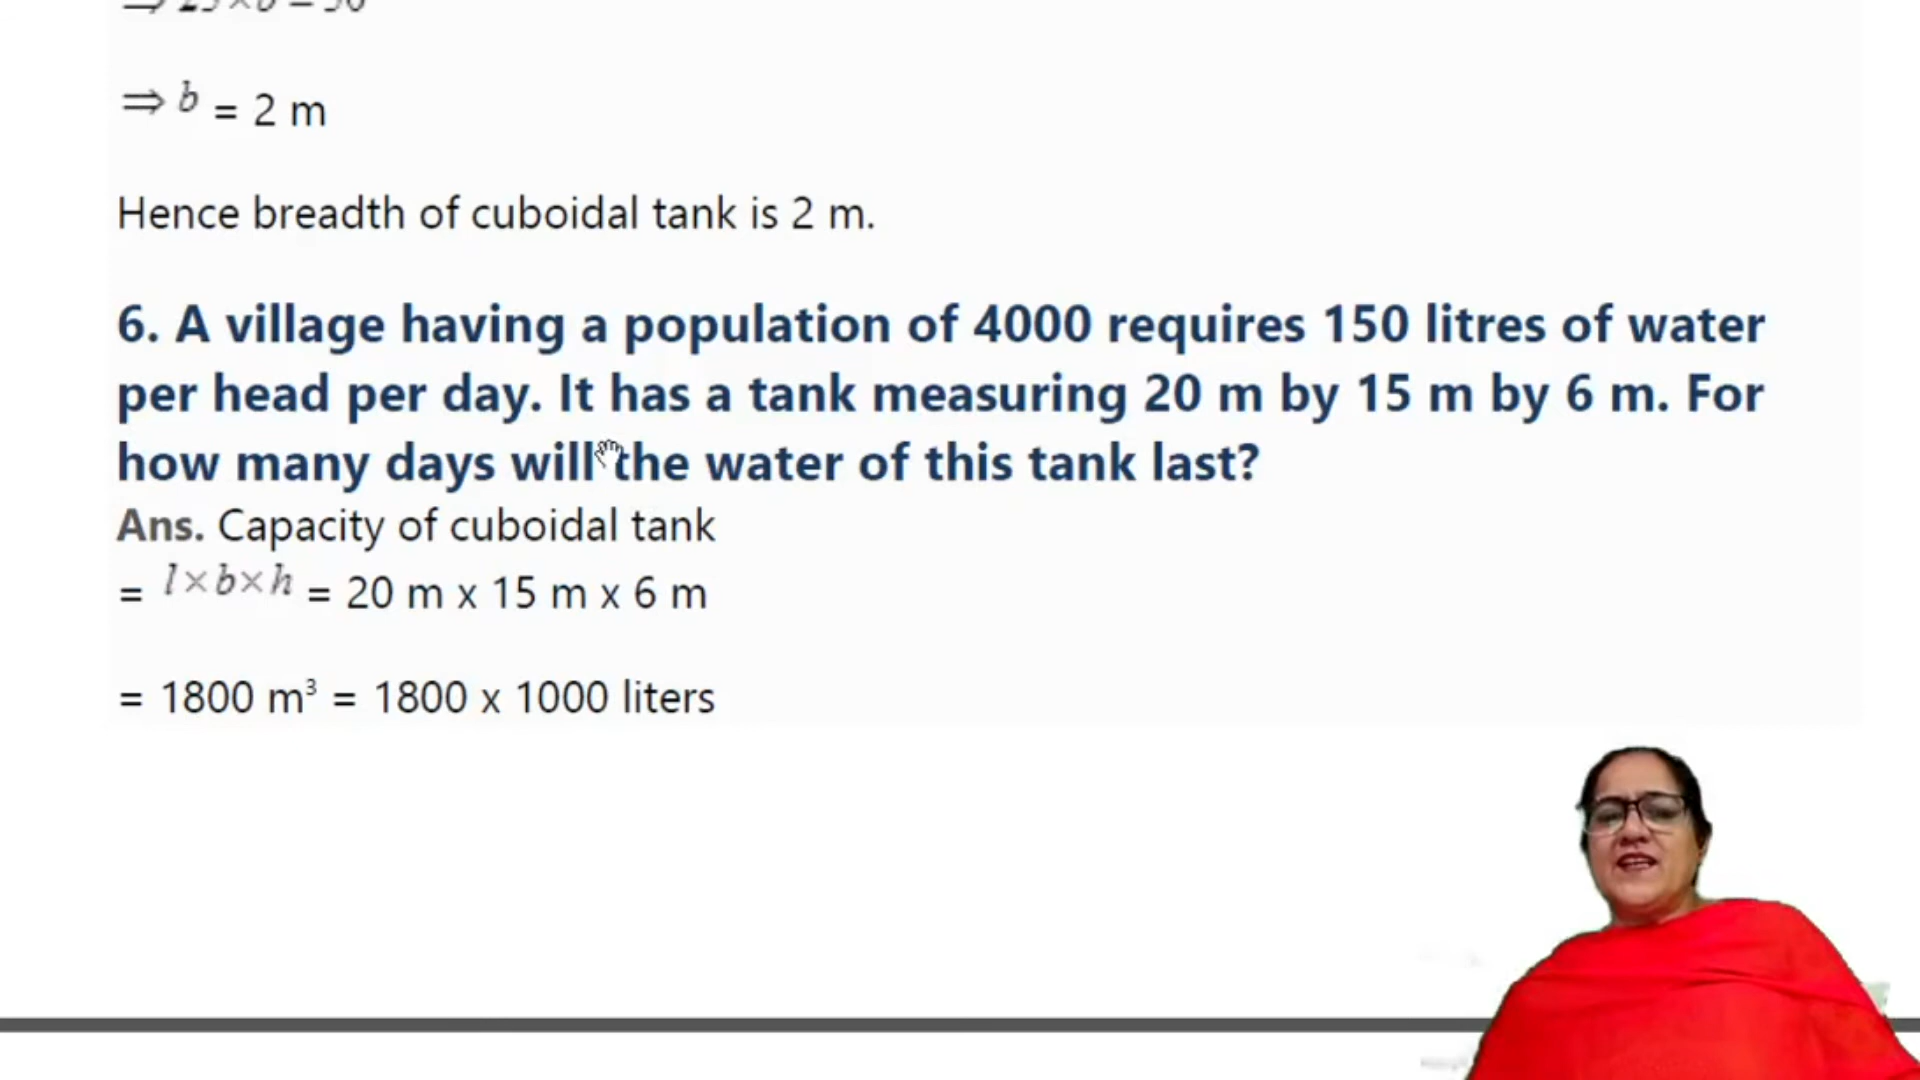 ⇒ b = 2 m
Hence breadth of cuboidal tank is 2 m.
6. A village having a population of 4000 requires 150 litres of water
per head per day. It has a tank measuring 20 m by 15 m by 6 m. For
how many days will the water of this tank last?
Ans. Capacity of cuboidal tank
= l×b×h = 20 m x 15 m x 6 m
= 1800 m³ = 1800 x 1000 liters